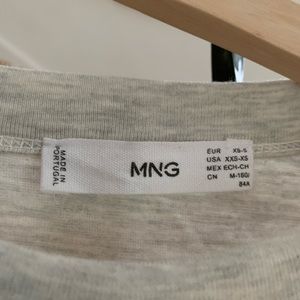 MADE IN
PORTUGAL
MNG
EUR XS-S
USA XXS-XS
MEX ECH-CH
CN M-160/
84A